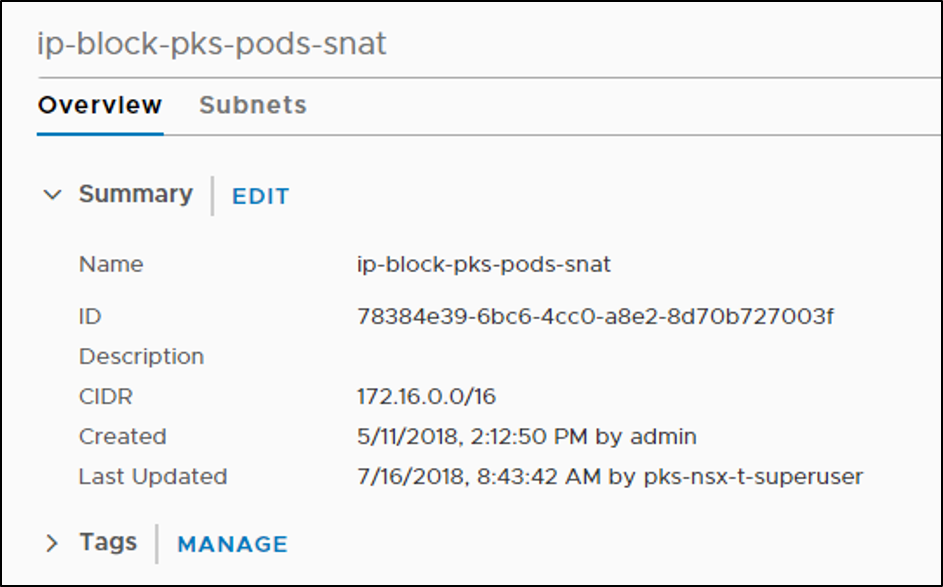 ip-block-pks-pods-snat
Overview Subnets
Summary EDIT
Name ip-block-pks-pods-snat
ID 78384e39-6bc6-4cc0-a8e2-8d70b727003f
Description
CIDR 172.16.0.0/16
Created 5/11/2018, 2:12:50 PM by admin
Last Updated 7/16/2018, 8:43:42 AM by pks-nsx-t-superuser
Tags MANAGE